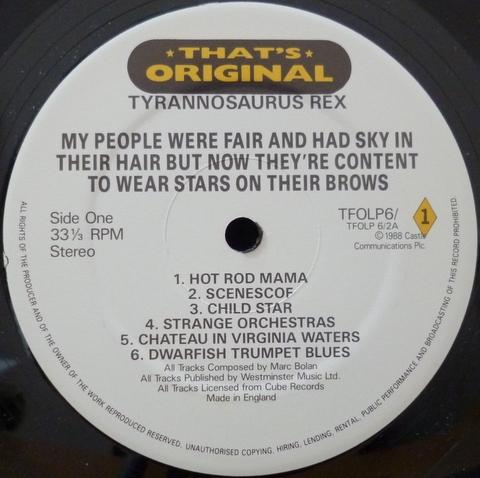 ★ THAT'S ★
ORIGINAL
TYRANNOSAURUS REX
MY PEOPLE WERE FAIR AND HAD SKY IN
THEIR HAIR BUT NOW THEY'RE CONTENT
TO WEAR STARS ON THEIR BROWS
Side One
33⅓ RPM
Stereo
TFOLP6/
1
TFOLP 6/2A
℗1988 Castle
Communications Plc.
1. HOT ROD MAMA
2. SCENESCOF
3. CHILD STAR
4. STRANGE ORCHESTRAS
5. CHATEAU IN VIRGINIA WATERS
6. DWARFISH TRUMPET BLUES
All Tracks Composed by Marc Bolan
All Tracks Published by Westminster Music Ltd.
All Tracks Licensed from Cube Records
Made in England
ALL RIGHTS OF THE PRODUCER AND OF THE OWNER OF THE WORK REPRODUCED RESERVED. UNAUTHORISED COPYING, HIRING, LENDING, RENTAL, PUBLIC PERFORMANCE AND BROADCASTING OF THIS RECORD PROHIBITED.